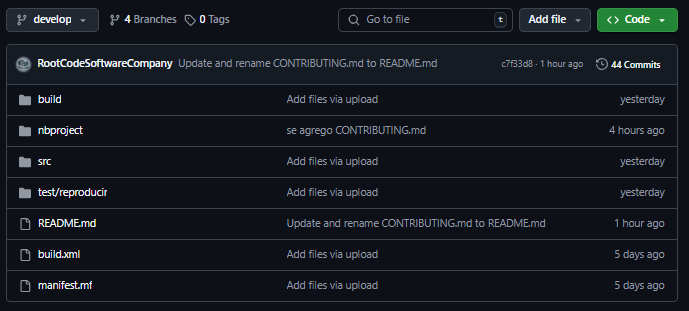 develop 4 Branches 0 Tags Go to file t Add file Code
RootCodeSoftwareCompany Update and rename CONTRIBUTING.md to README.md c7f33d8 · 1 hour ago 44 Commits
build Add files via upload yesterday
nbproject se agrego CONTRIBUTING.md 4 hours ago
src Add files via upload yesterday
test/reproducir Add files via upload yesterday
README.md Update and rename CONTRIBUTING.md to README.md 1 hour ago
build.xml Add files via upload 5 days ago
manifest.mf Add files via upload 5 days ago